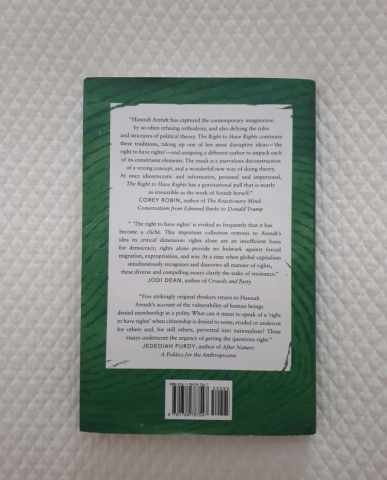 "Hannah Arendt has captured the contemporary imagination
by so often refusing orthodoxy, and also defying the rules
and strictures of political theory. The Right to Have Rights continues
these traditions, taking up one of her most disruptive ideas—'the
right to have rights'—and assigning a different author to unpack each
of its constituent elements. The result is a marvelous deconstruction
of a vexing concept, and a wonderful new way of doing theory.
At once idiosyncratic and informative, personal and impersonal,
The Right to Have Rights has a gravitational pull that is nearly
as irresistible as the work of Arendt herself."
COREY ROBIN, author of The Reactionary Mind:
Conservatism from Edmund Burke to Donald Trump
"'The right to have rights' is evoked so frequently that it has
become a cliché. This important collection restores to Arendt's
idea its critical dimension: rights alone are an insufficient basis
for democracy; rights alone provide no bulwark against forced
migration, expropriation, and war. At a time when global capitalism
simultaneously recognizes and disavows all manner of rights,
these diverse and compelling essays clarify the stakes of resistance."
JODI DEAN, author of Crowds and Party
"Five strikingly original thinkers return to Hannah
Arendt's account of the vulnerability of human beings
denied membership in a polity. What can it mean to speak of a 'right
to have rights' when citizenship is denied to some, eroded or undercut
for others and, for still others, perverted into nationalism? These
essays underscore the urgency of getting the questions right."
JEDEDIAH PURDY, author of After Nature:
A Politics for the Anthropocene